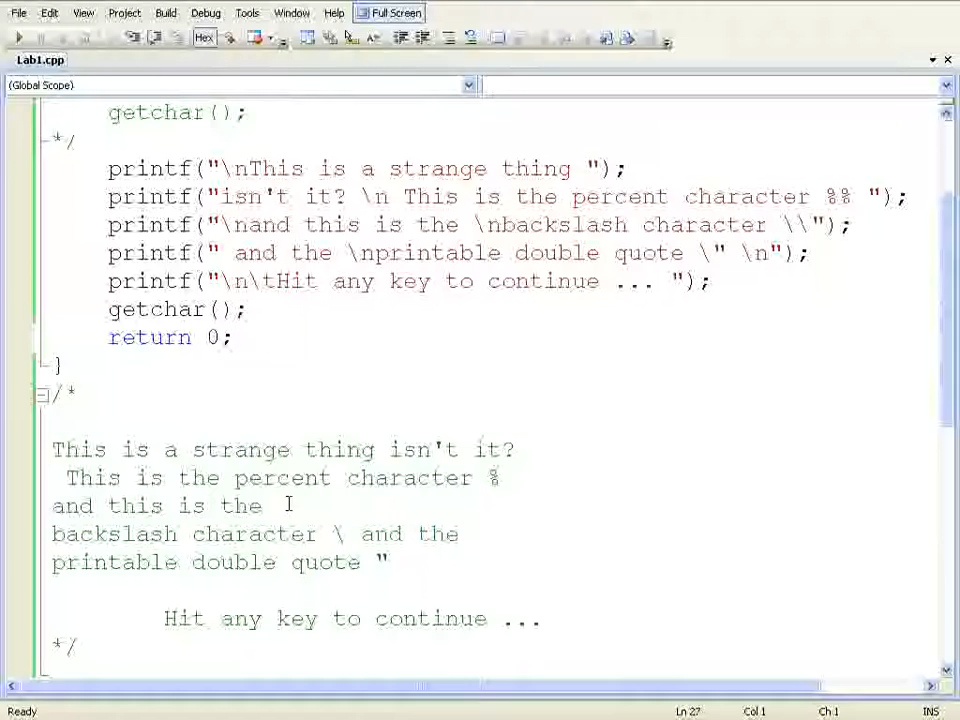 File Edit View Project Build Debug Tools Window Help Full Screen
Hex
Lab1.cpp
(Global Scope)
getchar();
*/
printf("\nThis is a strange thing ");
printf("isn't it? \n This is the percent character %% ");
printf("\nand this is the \nbackslash character \\");
printf(" and the \nprintable double quote \" \n");
printf("\n\tHit any key to continue ... ");
getchar();
return 0;
}
/*
This is a strange thing isn't it?
This is the percent character %
and this is the
backslash character \ and the
printable double quote "
Hit any key to continue ...
*/
Ready Ln 27 Col 1 Ch 1 INS